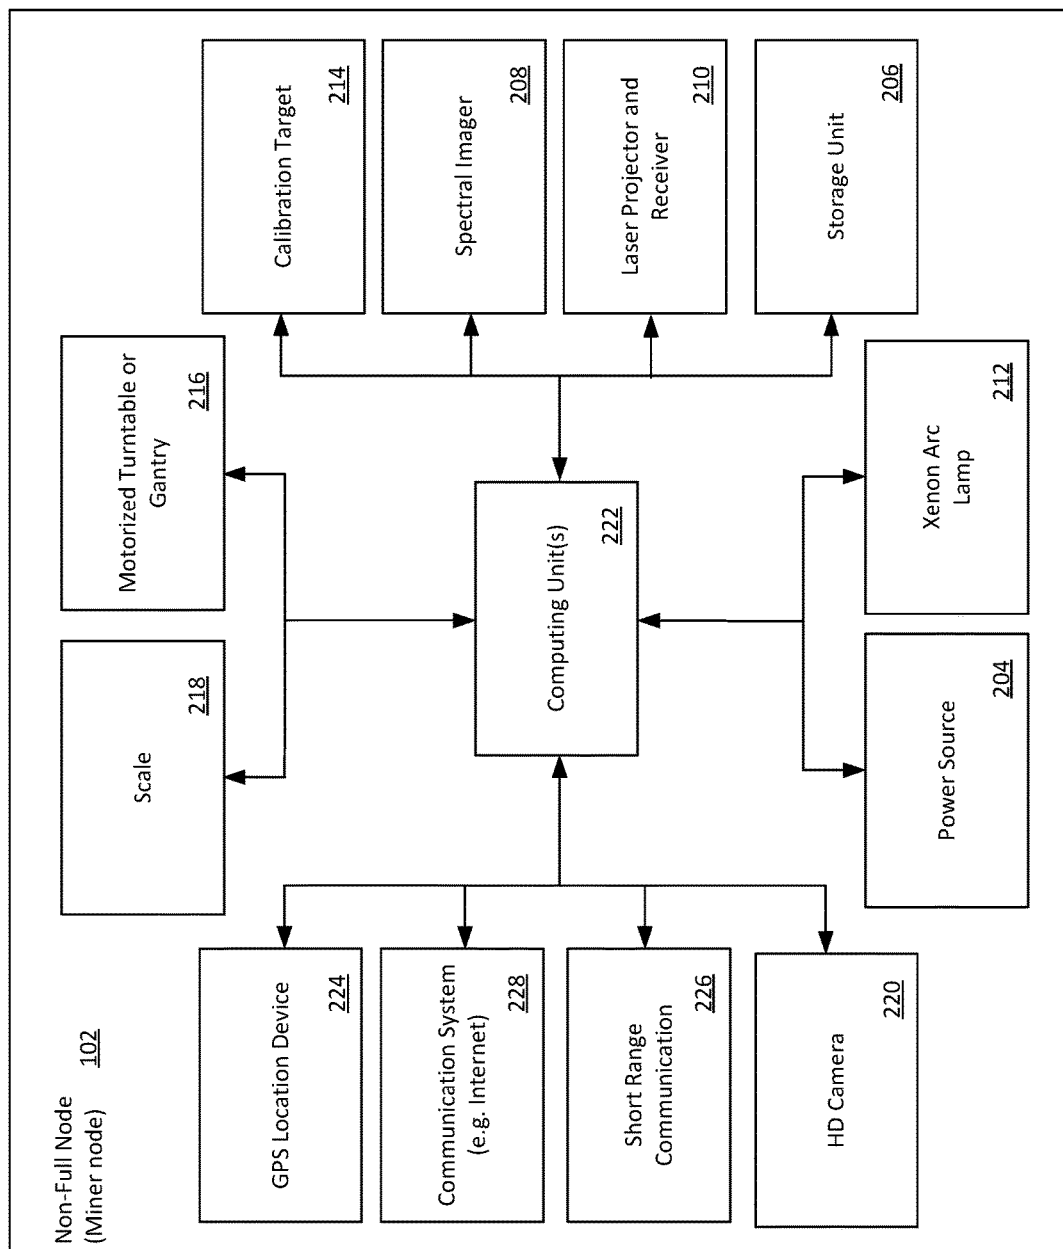 Non-Full Node
(Miner node)
102
Scale
218
Motorized Turntable or
Gantry
216
GPS Location Device
224
Calibration Target
214
Communication System
(e.g. Internet)
228
Spectral Imager
208
Computing Unit(s)
222
Short Range
Communication
226
Laser Projector and
Receiver
210
HD Camera
220
Storage Unit
206
Power Source
204
Xenon Arc
Lamp
212